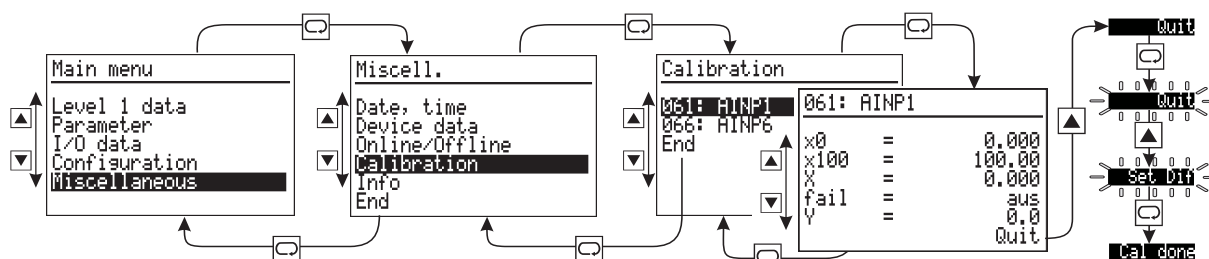 Main menu
Level 1 data
Parameter
I/O data
Configuration
Miscellaneous
Miscell.
Date, time
Device data
Online/Offline
Calibration
Info
End
Calibration
061: AINP1
066: AINP6
End
061: AINP1
x0 = 0.000
x100 = 100.00
X = 0.000
fail = aus
Y = 0.0
Quit
Quit
Quit
Set Dif
Cal done